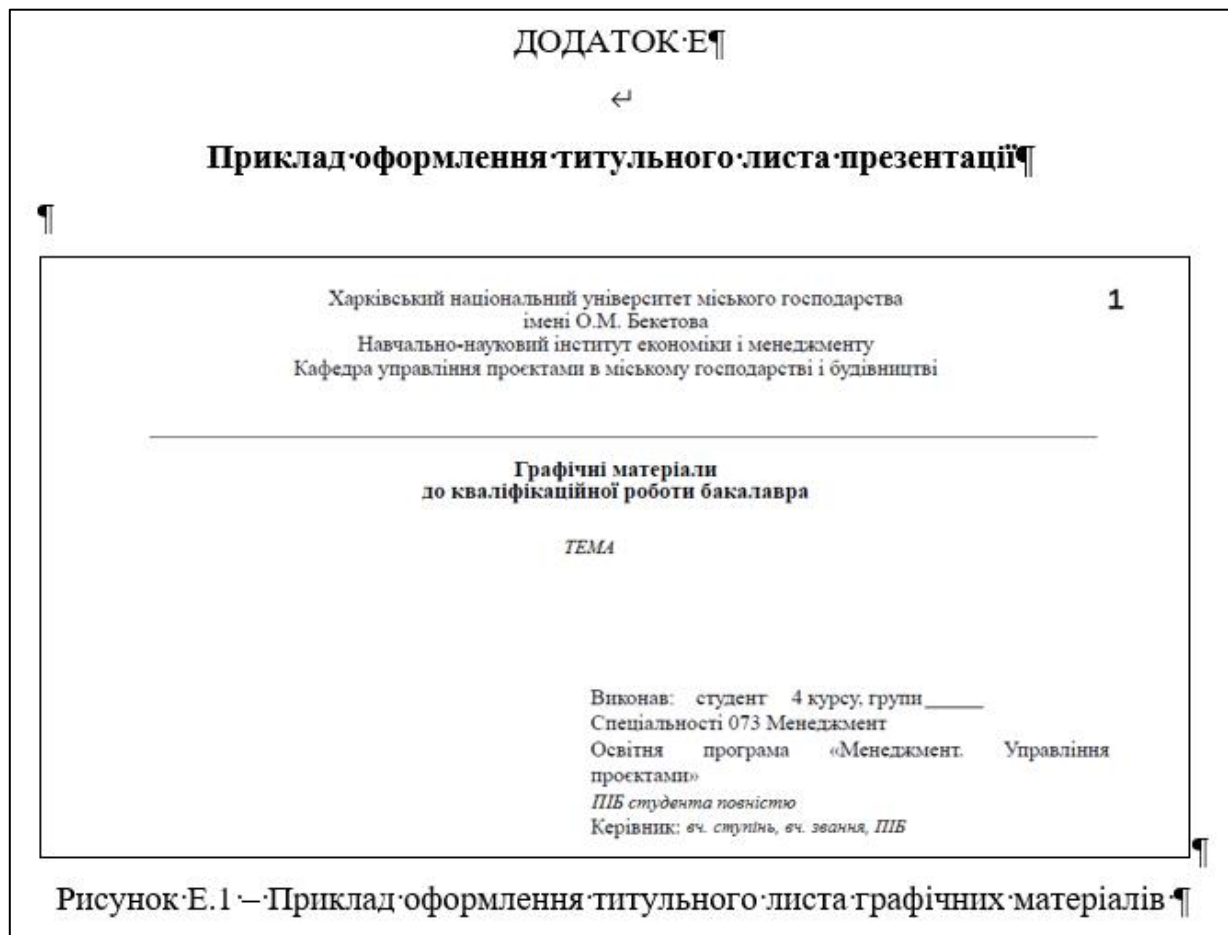 ДОДАТОК·Е¶
↵
Приклад·оформлення·титульного·листа·презентації¶
¶
1
Харківський національний університет міського господарства
імені О.М. Бекетова
Навчально-науковий інститут економіки і менеджменту
Кафедра управління проєктами в міському господарстві і будівництві
Графічні матеріали
до кваліфікаційної роботи бакалавра
ТЕМА
Виконав: студент 4 курсу, групи_____
Спеціальності 073 Менеджмент
Освітня програма «Менеджмент. Управління
проєктами»
ПІБ студента повністю
Керівник: вч. ступінь, вч. звання, ПІБ
¶
Рисунок·Е.1·–·Приклад·оформлення·титульного·листа·графічних·матеріалів·¶